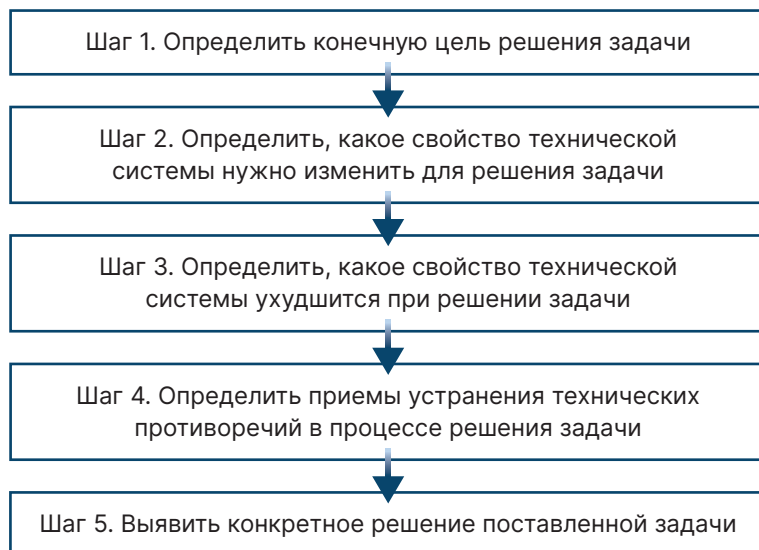 Шаг 1. Определить конечную цель решения задачи
Шаг 2. Определить, какое свойство технической
системы нужно изменить для решения задачи
Шаг 3. Определить, какое свойство технической
системы ухудшится при решении задачи
Шаг 4. Определить приемы устранения технических
противоречий в процессе решения задачи
Шаг 5. Выявить конкретное решение поставленной задачи